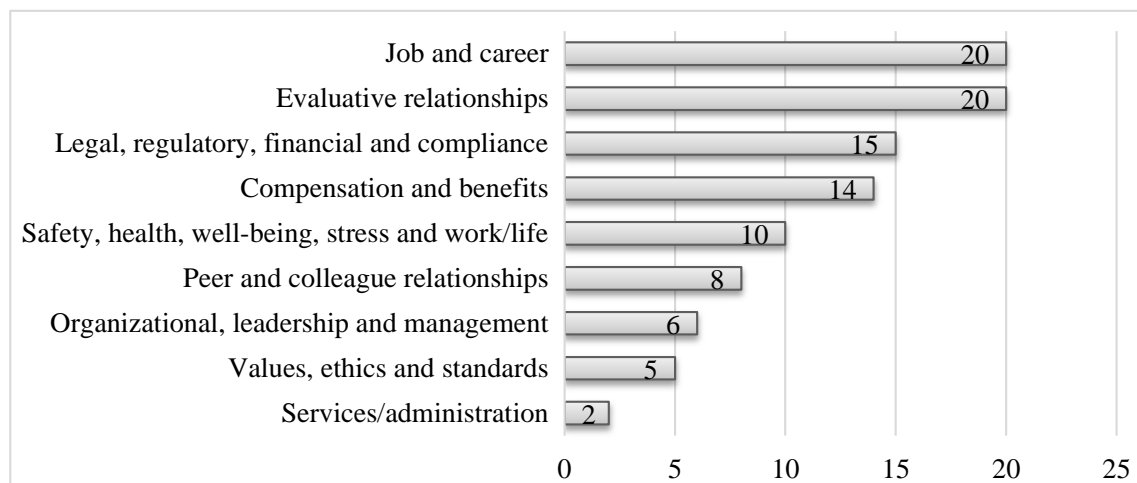 Job and career 20
Evaluative relationships 20
Legal, regulatory, financial and compliance 15
Compensation and benefits 14
Safety, health, well-being, stress and work/life 10
Peer and colleague relationships 8
Organizational, leadership and management 6
Values, ethics and standards 5
Services/administration 2
0 5 10 15 20 25